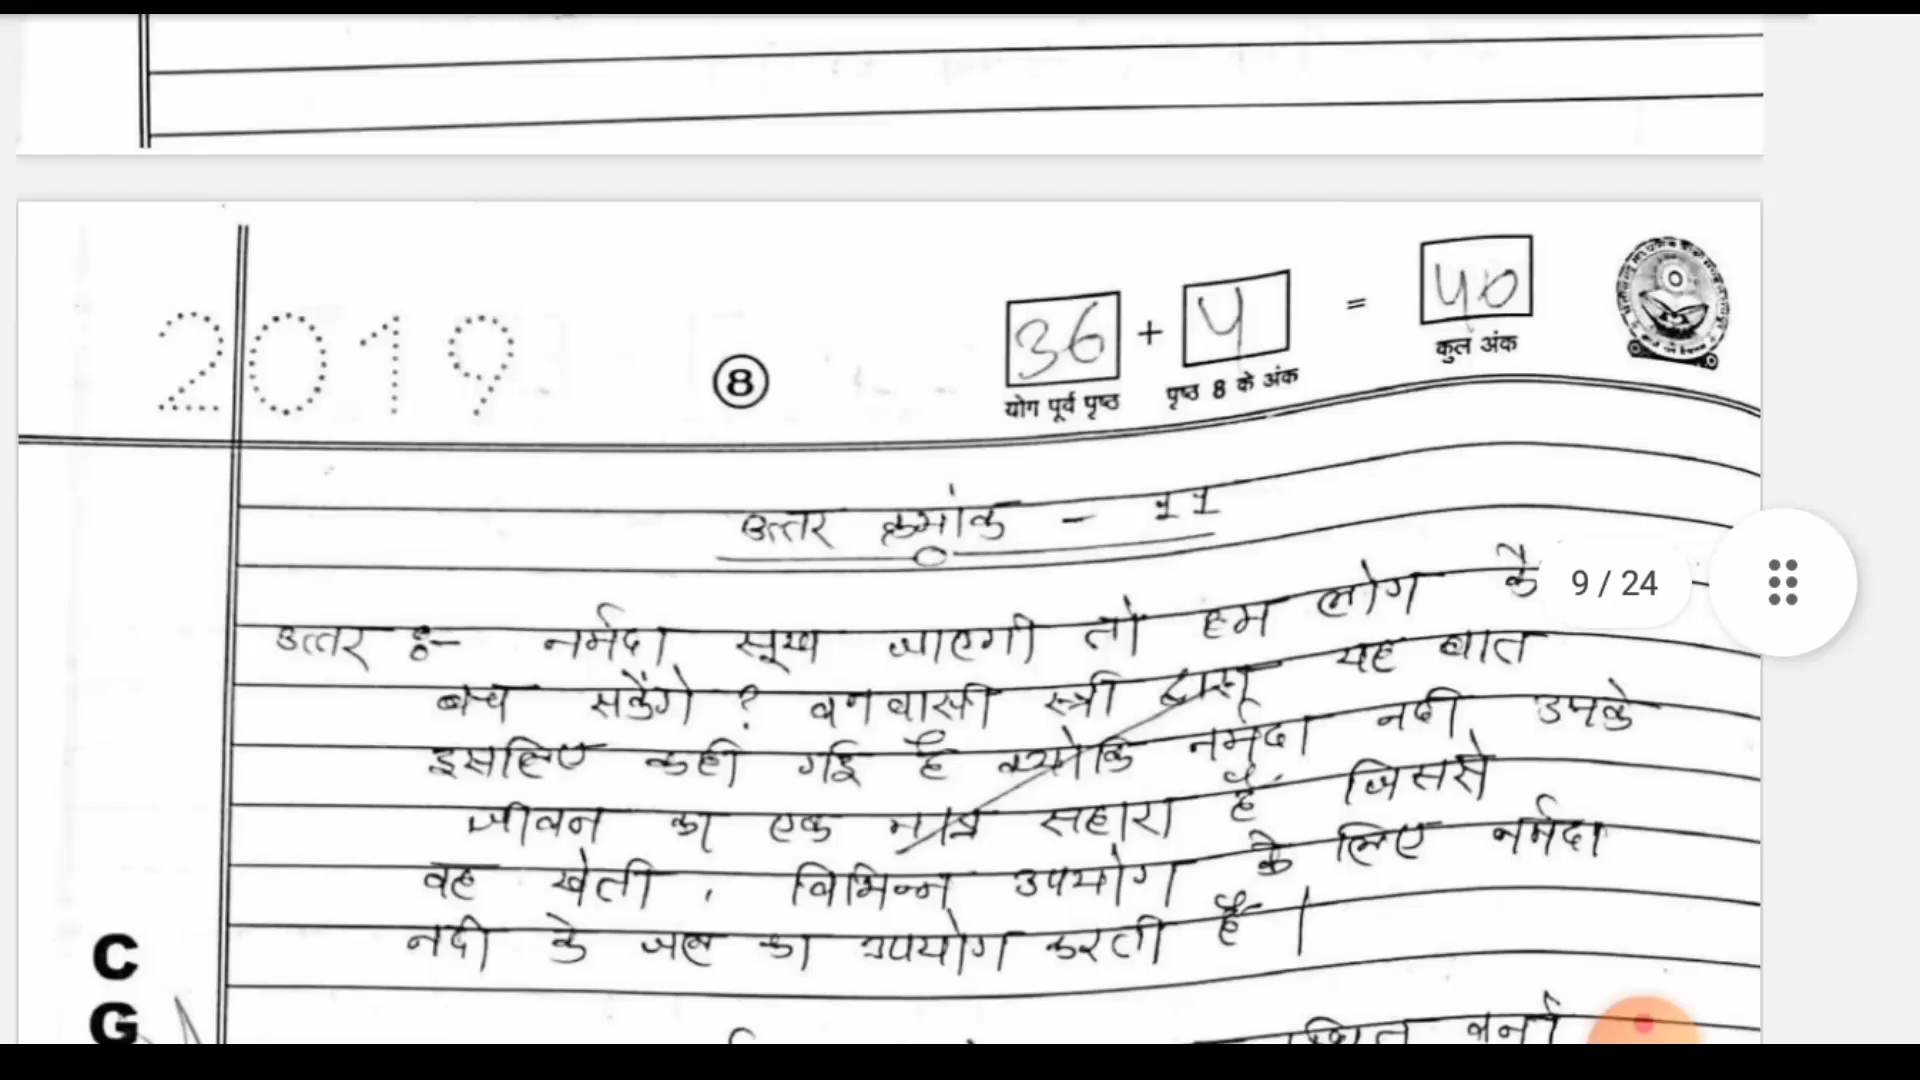 2019
8
36 + 4 = 40
योग पूर्व पृष्ठ पृष्ठ 8 के अंक कुल अंक
उत्तर क्रमांक - 11
9 / 24
उत्तर :- नर्मदा सूख जाएगी तो हम लोग कै
बच सकेंगे ? वनवासी स्त्री द्वारा यह बात
इसलिए कही गई है क्योंकि नर्मदा नदी उसके
जीवन का एक मात्र सहारा है जिससे
वह खेती , विभिन्न उपयोग के लिए नर्मदा
नदी के जल का उपयोग करती है |
C
G